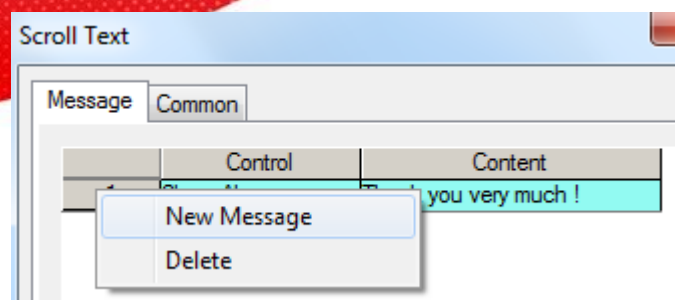 Scroll Text
Message Common
Control Content
you very much !
New Message
Delete